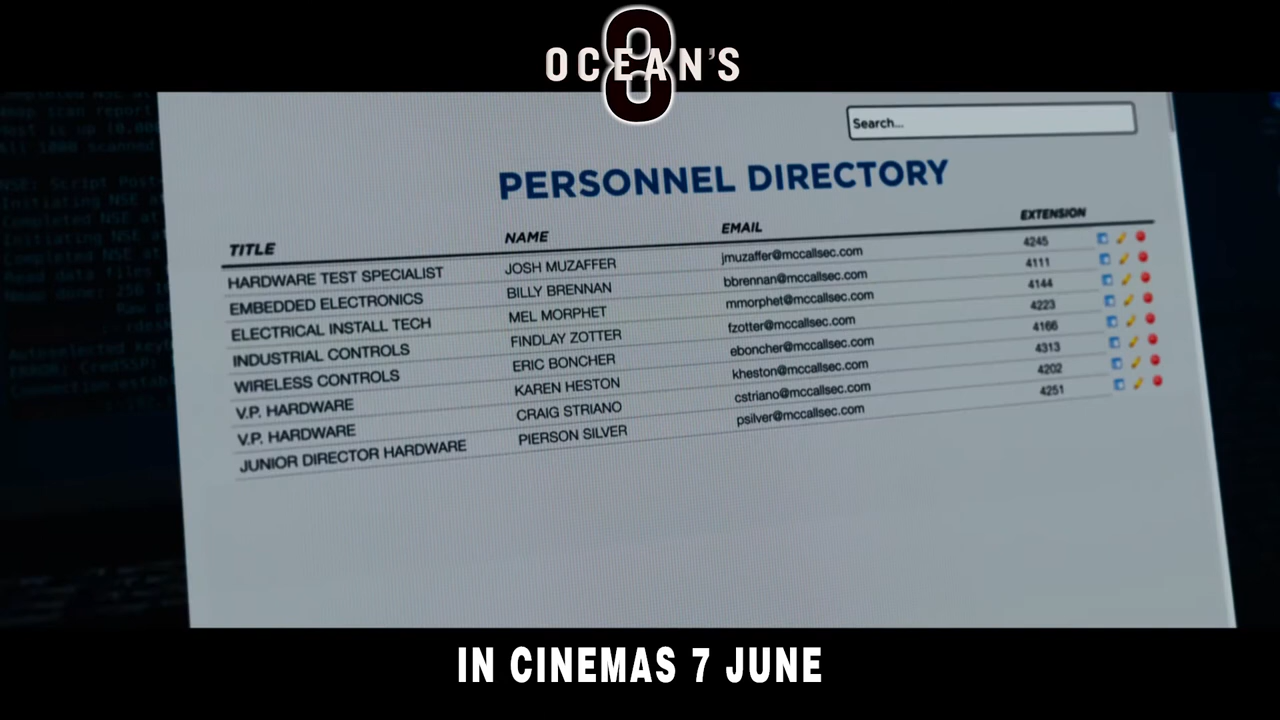 OCEAN'S
8
Search...
PERSONNEL DIRECTORY
TITLE NAME EMAIL EXTENSION
HARDWARE TEST SPECIALIST JOSH MUZAFFER jmuzaffer@mccallsec.com 4245
EMBEDDED ELECTRONICS BILLY BRENNAN bbrennan@mccallsec.com 4111
ELECTRICAL INSTALL TECH MEL MORPHET mmorphet@mccallsec.com 4144
INDUSTRIAL CONTROLS FINDLAY ZOTTER fzotter@mccallsec.com 4223
WIRELESS CONTROLS ERIC BONCHER eboncher@mccallsec.com 4166
V.P. HARDWARE KAREN HESTON kheston@mccallsec.com 4313
V.P. HARDWARE CRAIG STRIANO cstriano@mccallsec.com 4202
JUNIOR DIRECTOR HARDWARE PIERSON SILVER psilver@mccallsec.com 4251
IN CINEMAS 7 JUNE